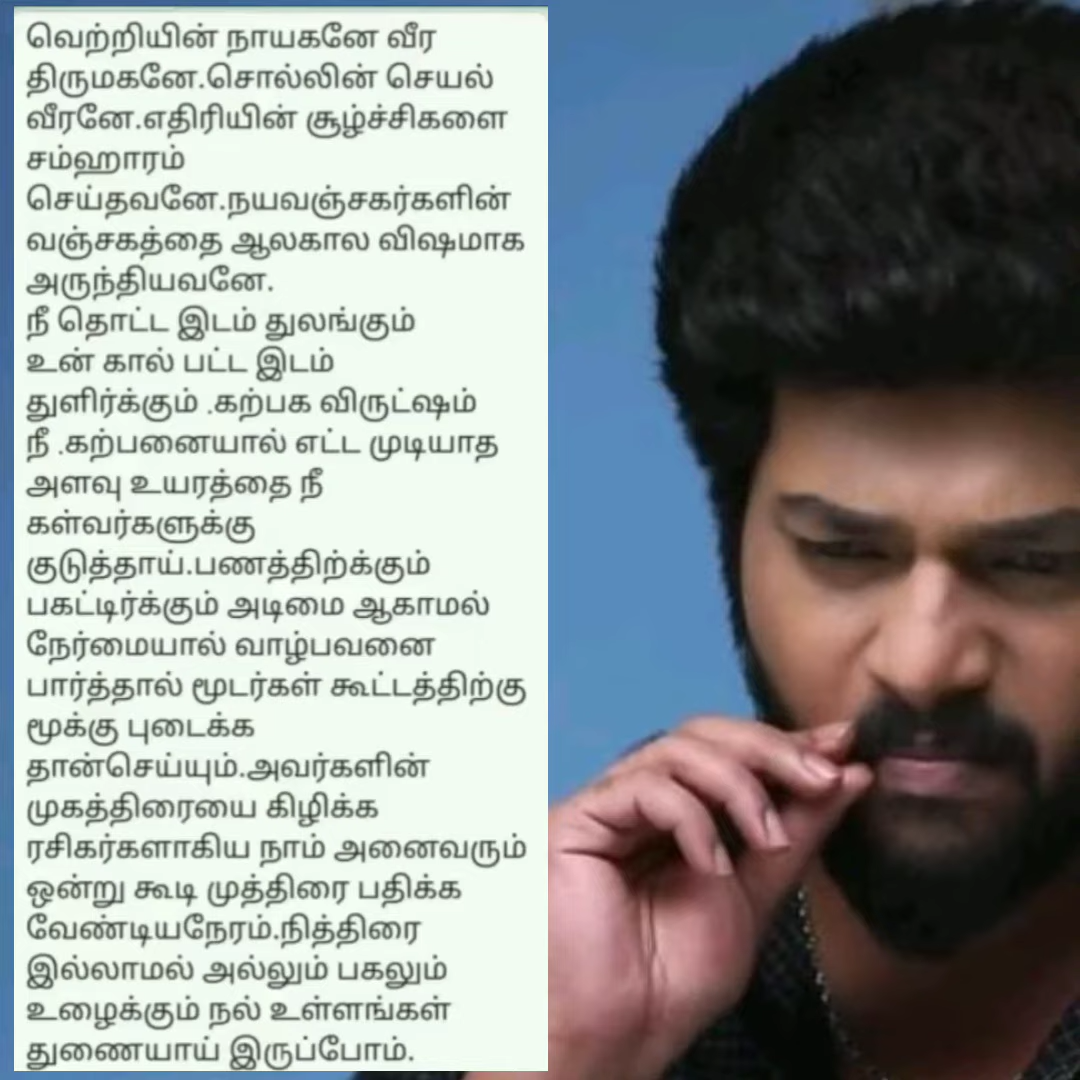 வெற்றியின் நாயகனே வீர
திருமகனே.சொல்லின் செயல்
வீரனே.எதிரியின் சூழ்ச்சிகளை
சம்ஹாரம்
செய்தவனே.நயவஞ்சகர்களின்
வஞ்சகத்தை ஆலகால விஷமாக
அருந்தியவனே.
நீ தொட்ட இடம் துலங்கும்
உன் கால் பட்ட இடம்
துளிர்க்கும் .கற்பக விருட்ஷம்
நீ .கற்பனையால் எட்ட முடியாத
அளவு உயரத்தை நீ
கள்வர்களுக்கு
குடுத்தாய்.பணத்திற்க்கும்
பகட்டிர்க்கும் அடிமை ஆகாமல்
நேர்மையால் வாழ்பவனை
பார்த்தால் மூடர்கள் கூட்டத்திற்கு
மூக்கு புடைக்க
தான்செய்யும்.அவர்களின்
முகத்திரையை கிழிக்க
ரசிகர்களாகிய நாம் அனைவரும்
ஒன்று கூடி முத்திரை பதிக்க
வேண்டியநேரம்.நித்திரை
இல்லாமல் அல்லும் பகலும்
உழைக்கும் நல் உள்ளங்கள்
துணையாய் இருப்போம்.